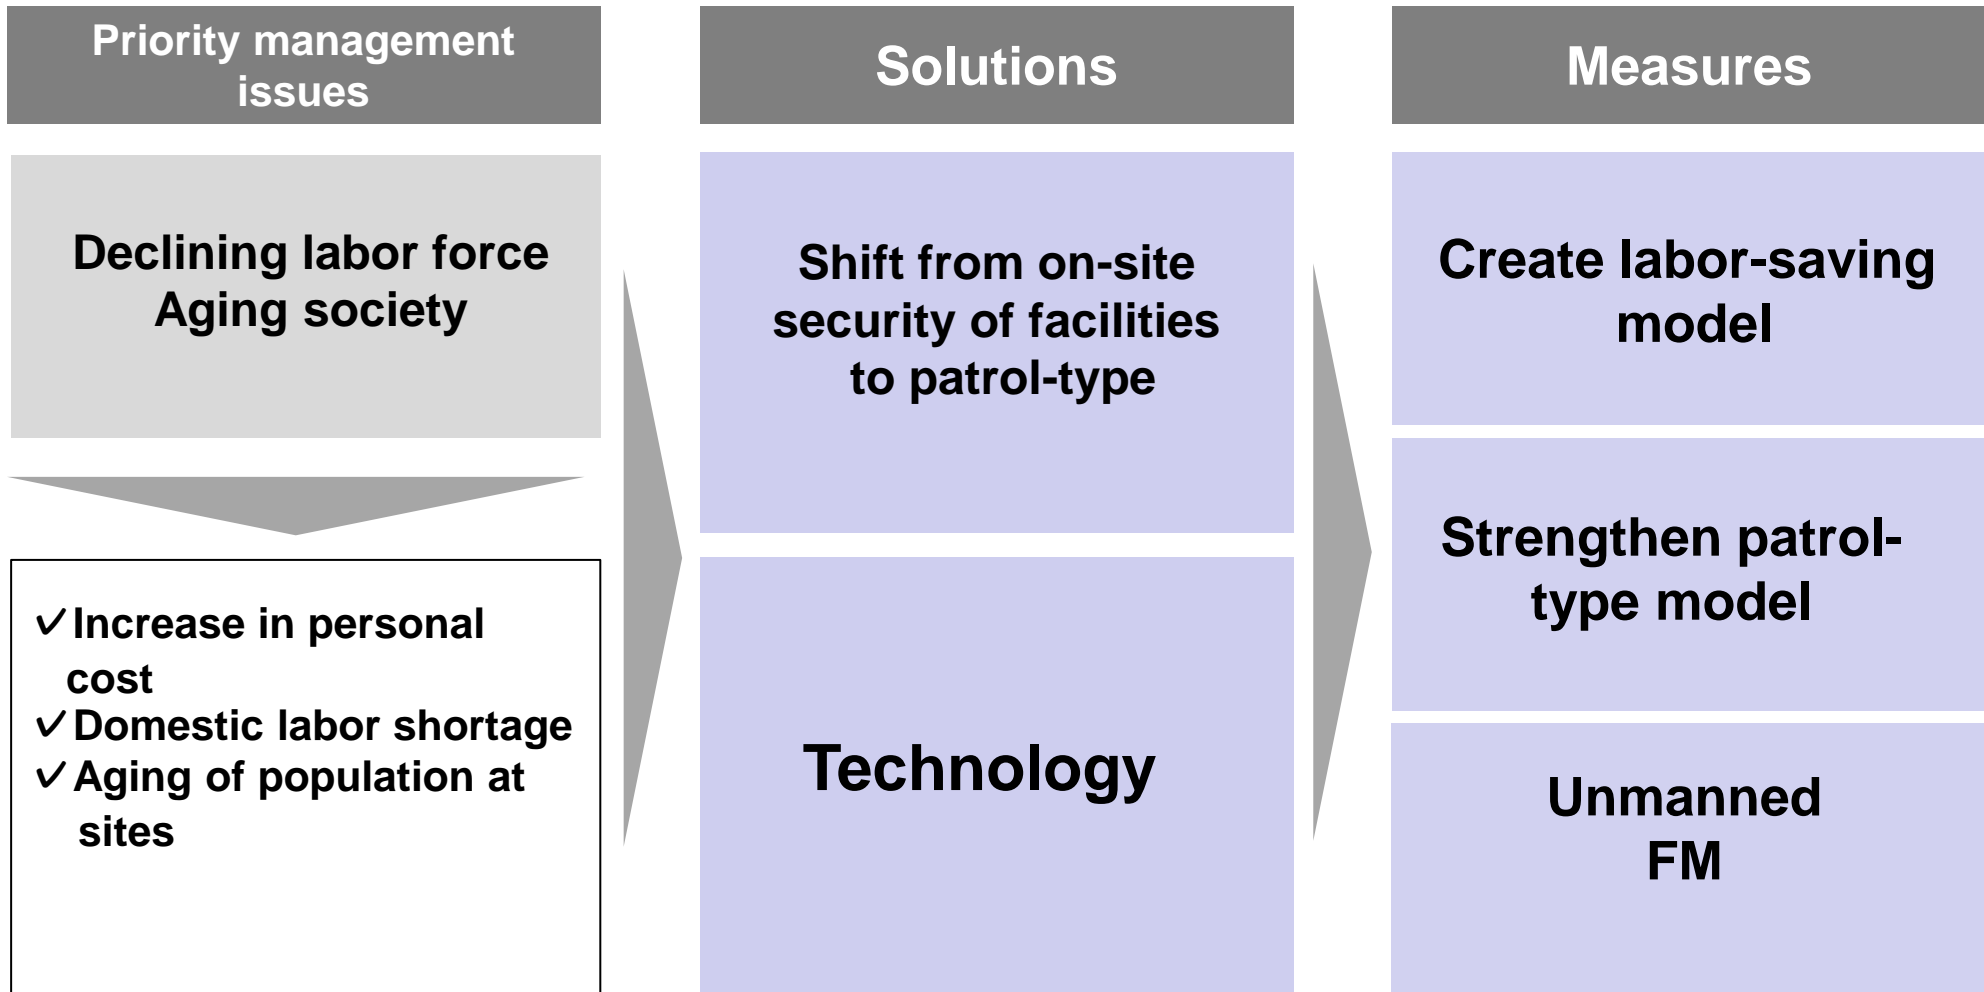 Priority management
issues
Declining labor force
Aging society
✓Increase in personal
cost
✓Domestic labor shortage
✓Aging of population at
sites
Solutions
Shift from on-site
security of facilities
to patrol-type
Technology
Measures
Create labor-saving
model
Strengthen patrol-
type model
Unmanned
FM